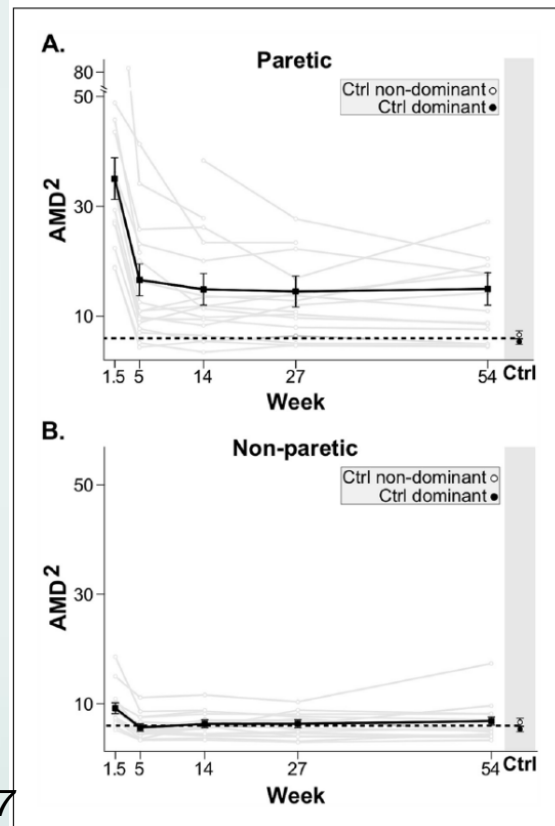 A.
Paretic
80
50
30
10
AMD²
Ctrl non-dominant ○
Ctrl dominant ●
1.5 5 14 27 54 Ctrl
Week
B.
Non-paretic
50
30
10
AMD²
Ctrl non-dominant ○
Ctrl dominant ●
1.5 5 14 27 54 Ctrl
Week
7